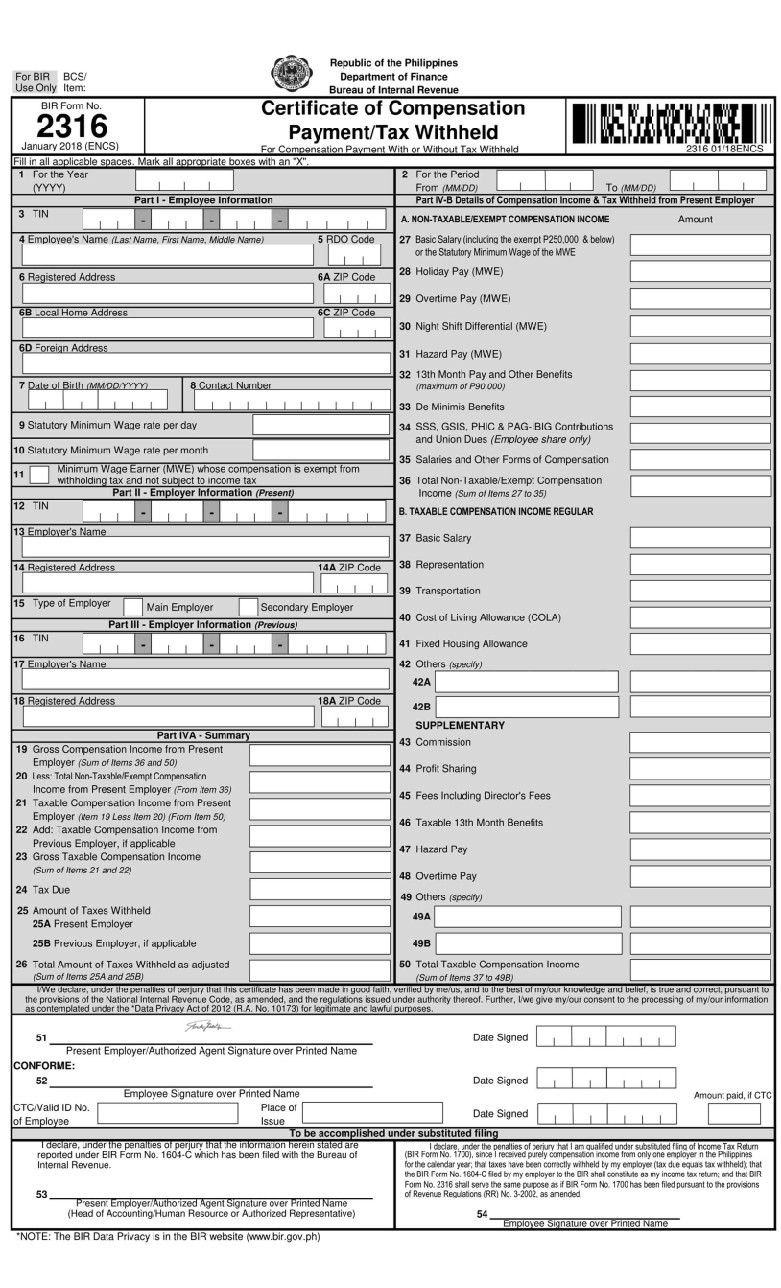 Republic of the Philippines
For BIR BCS/
Department of Finance
Use Only Item:
Bureau of Internal Revenue
BIR Form No.
2316
January 2018 (ENCS)
Certificate of Compensation
Payment/Tax Withheld
For Compensation Payment With or Without Tax Withheld
2316 01/18ENCS
Fill in all applicable spaces. Mark all appropriate boxes with an "X".
1 For the Year
(YYYY)
2 For the Period
From (MM/DD) To (MM/DD)
Part I - Employee Information
3 TIN - - -
4 Employee's Name (Last Name, First Name, Middle Name) 5 RDO Code
6 Registered Address 6A ZIP Code
6B Local Home Address 6C ZIP Code
6D Foreign Address
7 Date of Birth (MM/DD/YYYY) 8 Contact Number
9 Statutory Minimum Wage rate per day
10 Statutory Minimum Wage rate per month
11 Minimum Wage Earner (MWE) whose compensation is exempt from
withholding tax and not subject to income tax
Part II - Employer Information (Present)
12 TIN - - -
13 Employer's Name
14 Registered Address 14A ZIP Code
15 Type of Employer Main Employer Secondary Employer
Part III - Employer Information (Previous)
16 TIN - - -
17 Employer's Name
18 Registered Address 18A ZIP Code
Part IVA - Summary
19 Gross Compensation Income from Present
Employer (Sum of Items 36 and 50)
20 Less: Total Non-Taxable/Exempt Compensation
Income from Present Employer (From Item 36)
21 Taxable Compensation Income from Present
Employer (Item 19 Less Item 20) (From Item 50)
22 Add: Taxable Compensation Income from
Previous Employer, if applicable
23 Gross Taxable Compensation Income
(Sum of Items 21 and 22)
24 Tax Due
25 Amount of Taxes Withheld
25A Present Employer
25B Previous Employer, if applicable
26 Total Amount of Taxes Withheld as adjusted
(Sum of Items 25A and 25B)
Part IV-B Details of Compensation Income & Tax Withheld from Present Employer
A. NON-TAXABLE/EXEMPT COMPENSATION INCOME Amount
27 Basic Salary (including the exempt P250,000 & below)
or the Statutory Minimum Wage of the MWE
28 Holiday Pay (MWE)
29 Overtime Pay (MWE)
30 Night Shift Differential (MWE)
31 Hazard Pay (MWE)
32 13th Month Pay and Other Benefits
(maximum of P90,000)
33 De Minimis Benefits
34 SSS, GSIS, PHIC & PAG-BIG Contributions
and Union Dues (Employee share only)
35 Salaries and Other Forms of Compensation
36 Total Non-Taxable/Exempt Compensation
Income (Sum of Items 27 to 35)
B. TAXABLE COMPENSATION INCOME REGULAR
37 Basic Salary
38 Representation
39 Transportation
40 Cost of Living Allowance (COLA)
41 Fixed Housing Allowance
42 Others (specify)
42A
42B
SUPPLEMENTARY
43 Commission
44 Profit Sharing
45 Fees Including Director's Fees
46 Taxable 13th Month Benefits
47 Hazard Pay
48 Overtime Pay
49 Others (specify)
49A
49B
50 Total Taxable Compensation Income
(Sum of Items 37 to 49B)
I/We declare, under the penalties of perjury that this certificate has been made in good faith, verified by me/us, and to the best of my/our knowledge and belief, is true and correct, pursuant to
the provisions of the National Internal Revenue Code, as amended, and the regulations issued under authority thereof. Further, I/we give my/our consent to the processing of my/our information
as contemplated under the *Data Privacy Act of 2012 (R.A. No. 10173) for legitimate and lawful purposes.
51 Date Signed
Present Employer/Authorized Agent Signature over Printed Name
CONFORME:
52 Date Signed
Employee Signature over Printed Name
Amount paid, if CTC
CTC/Valid ID No. Place of Date Signed
of Employee Issue
To be accomplished under substituted filing
I declare, under the penalties of perjury that the information herein stated are
reported under BIR Form No. 1604-C which has been filed with the Bureau of
Internal Revenue.
53
Present Employer/Authorized Agent Signature over Printed Name
(Head of Accounting/Human Resource or Authorized Representative)
I declare, under the penalties of perjury that I am qualified under substituted filing of Income Tax Return
(BIR Form No. 1700), since I received purely compensation income from only one employer in the Philippines
for the calendar year; that taxes have been correctly withheld by my employer (tax due equals tax withheld); that
the BIR Form No. 1604-C filed by my employer to the BIR shall constitute as my income tax return; and that BIR
Form No. 2316 shall serve the same purpose as if BIR Form No. 1700 has been filed pursuant to the provisions
of Revenue Regulations (RR) No. 3-2002, as amended
54
Employee Signature over Printed Name
*NOTE: The BIR Data Privacy is in the BIR website (www.bir.gov.ph)